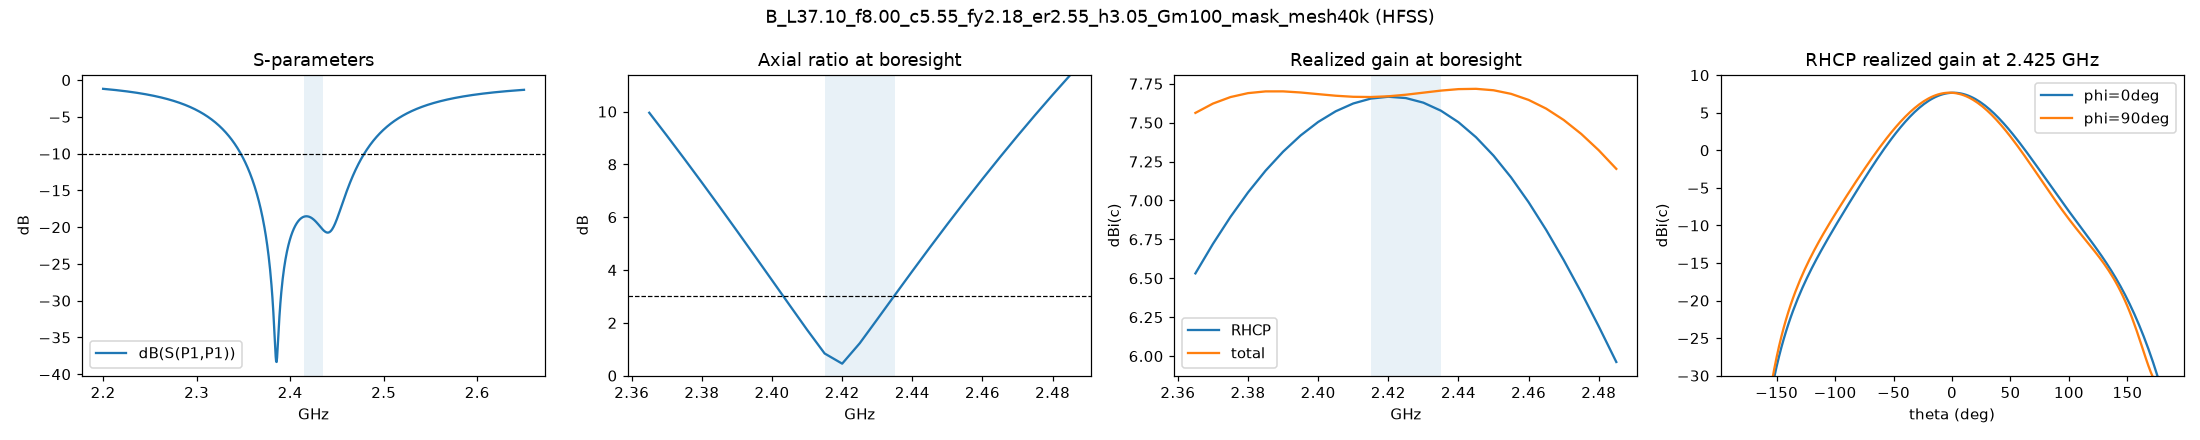 B_L37.10_f8.00_c5.55_fy2.18_er2.55_h3.05_Gm100_mask_mesh40k (HFSS)
S-parameters
0
−5
−10
−15
−20
−25
−30
−35
−40
dB
2.2 2.3 2.4 2.5 2.6
GHz
dB(S(P1,P1))
Axial ratio at boresight
10
8
6
4
2
0
dB
2.36 2.38 2.40 2.42 2.44 2.46 2.48
GHz
Realized gain at boresight
7.75
7.50
7.25
7.00
6.75
6.50
6.25
6.00
dBi(c)
2.36 2.38 2.40 2.42 2.44 2.46 2.48
GHz
RHCP
total
RHCP realized gain at 2.425 GHz
10
5
0
−5
−10
−15
−20
−25
−30
dBi(c)
−150 −100 −50 0 50 100 150
theta (deg)
phi=0deg
phi=90deg